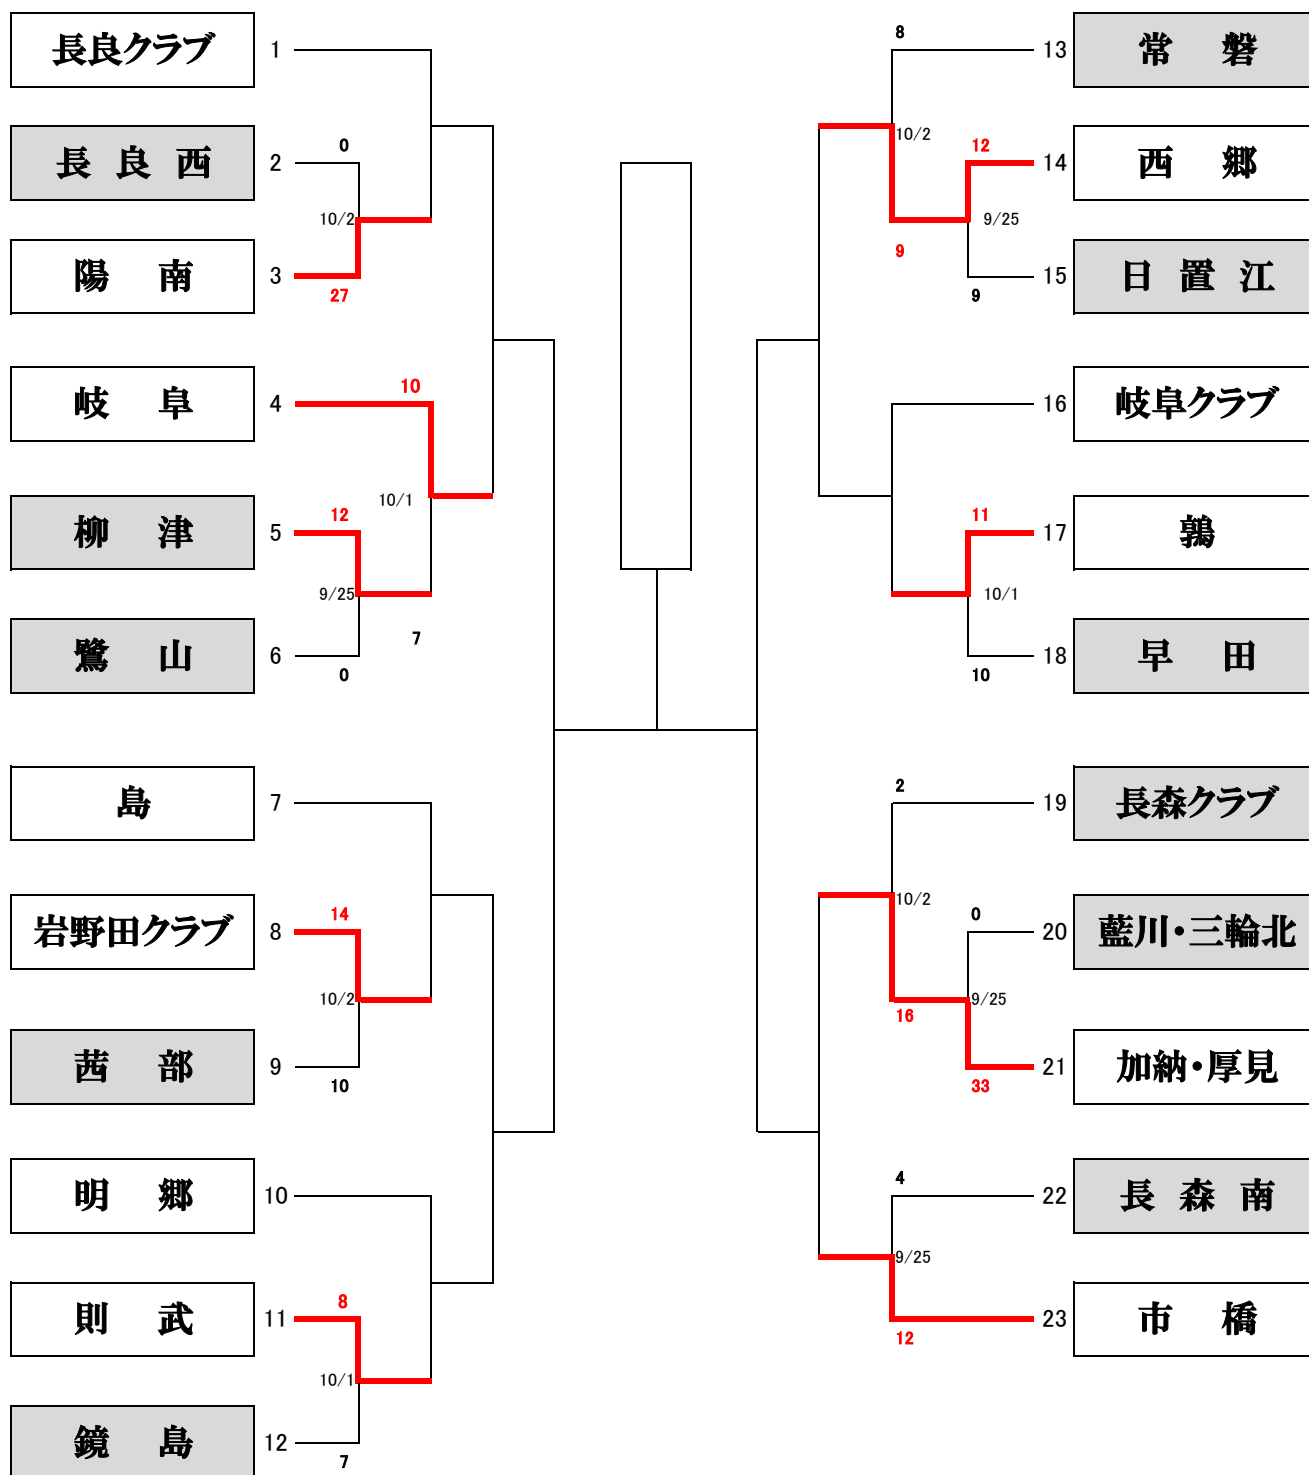 長良クラブ 1
0
長良西 2
10/2
陽南 3
27
岐阜 4
10
10/1
柳津 5
12
9/25
7
鷺山 6
0
島 7
岩野田クラブ 8
14
10/2
茜部 9
10
明郷 10
則武 11
8
10/1
鏡島 12
7
8
13 常磐
10/2
12
14 西郷
9/25
9
15 日置江
9
16 岐阜クラブ
11
17 鶉
10/1
18 早田
10
2
19 長森クラブ
10/2
0
20 藍川・三輪北
9/25
16
21 加納・厚見
33
4
22 長森南
9/25
23 市橋
12